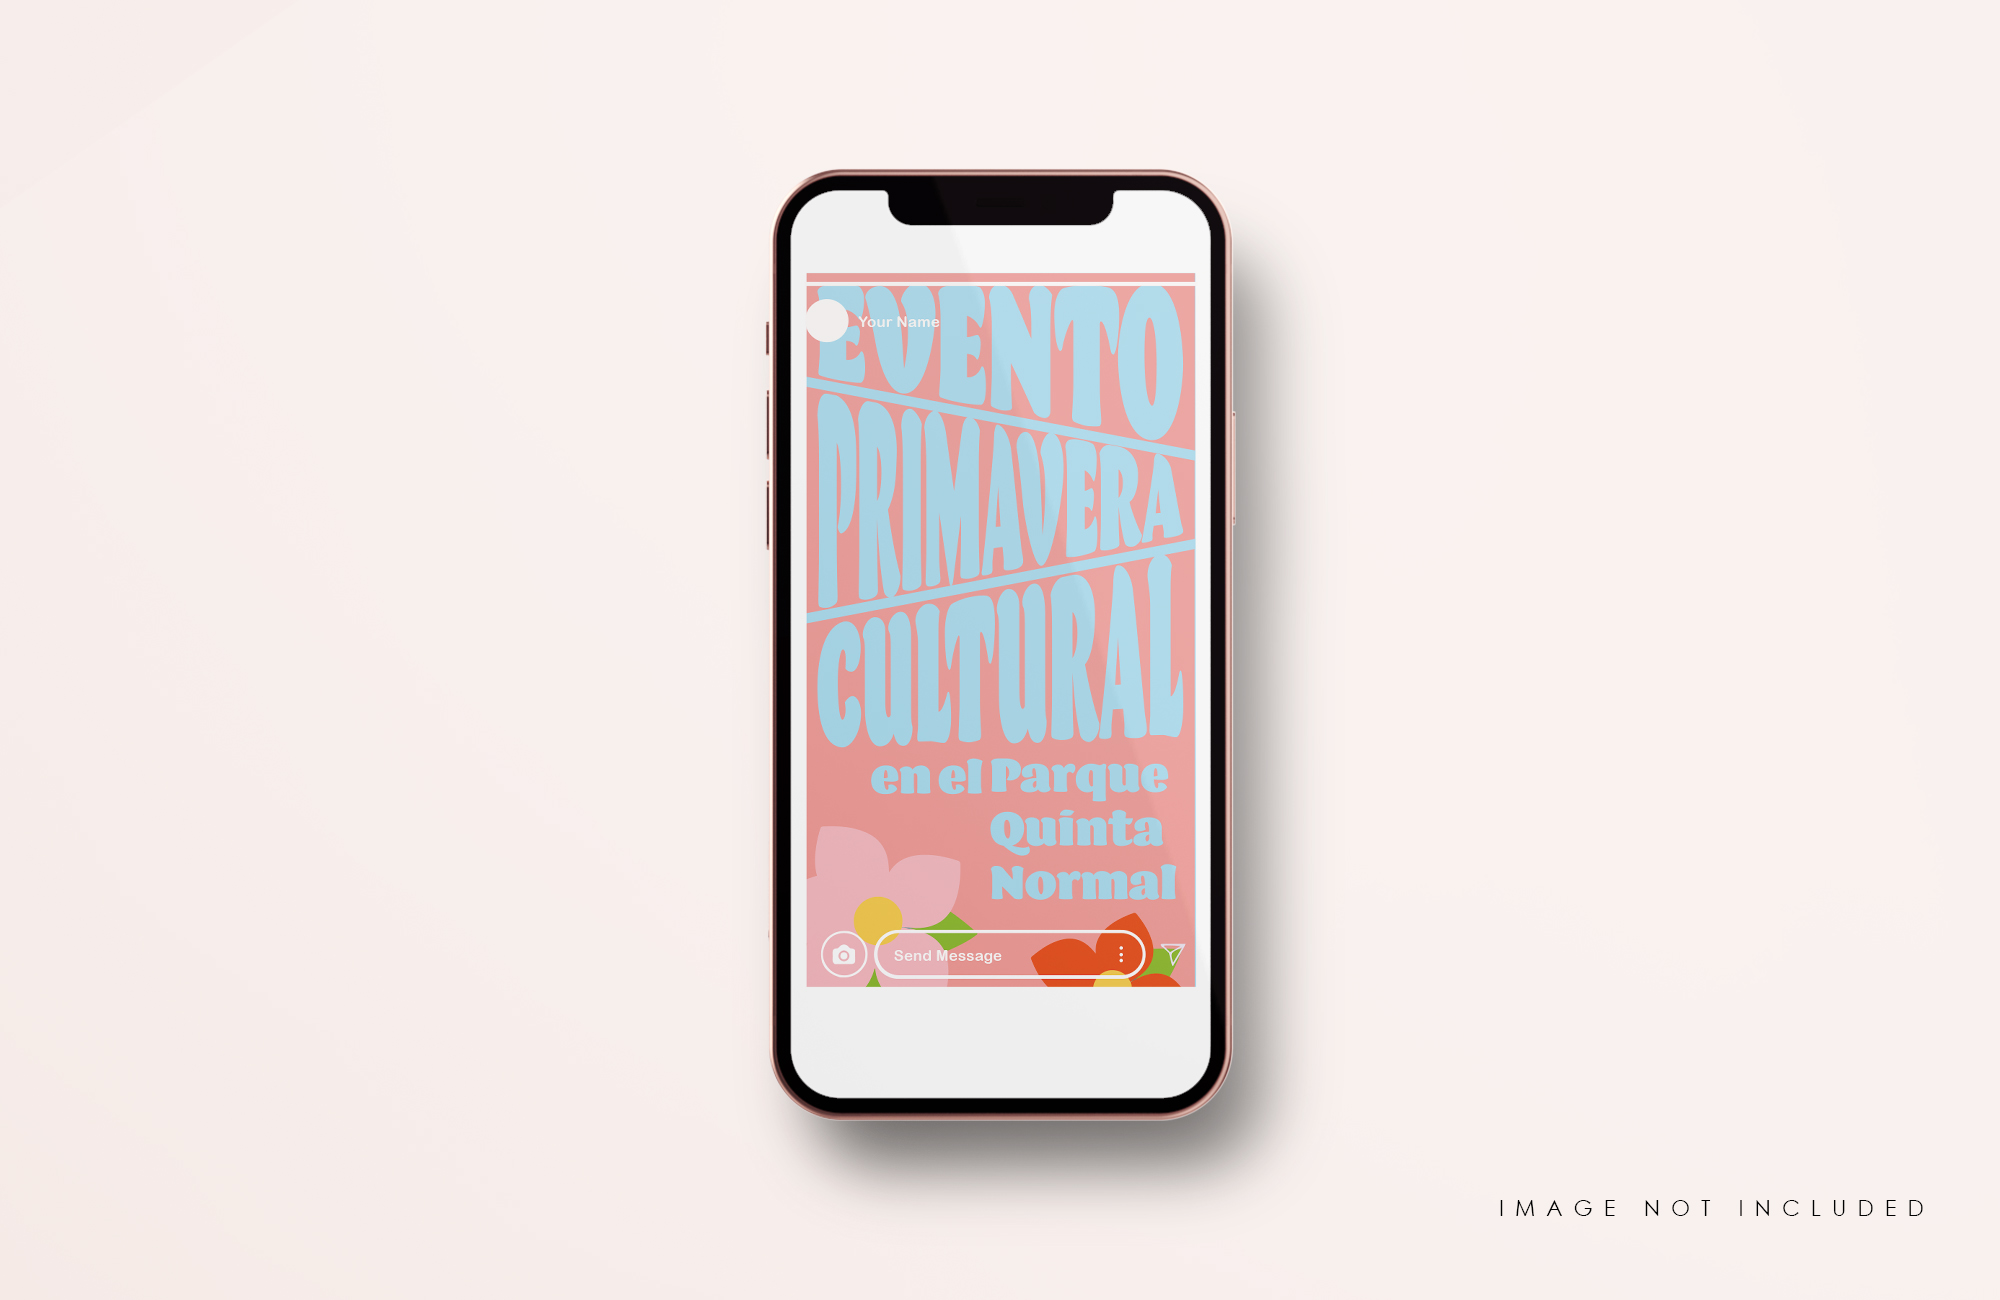 Your Name
EVENTO
PRIMAVERA
CULTURAL
en el Parque
Quinta
Normal
Send Message
IMAGE NOT INCLUDED